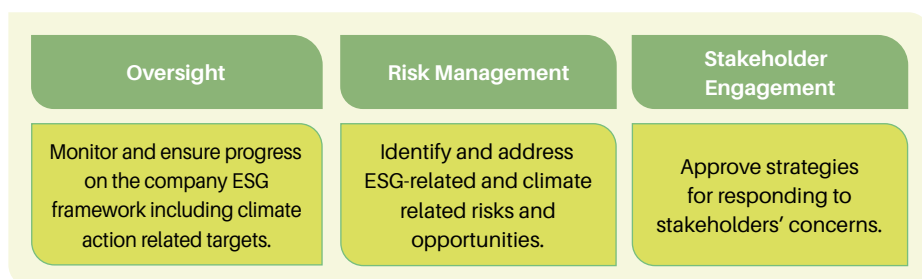 Oversight
Monitor and ensure progress
on the company ESG
framework including climate
action related targets.
Risk Management
Identify and address
ESG-related and climate
related risks and
opportunities.
Stakeholder
Engagement
Approve strategies
for responding to
stakeholders’ concerns.